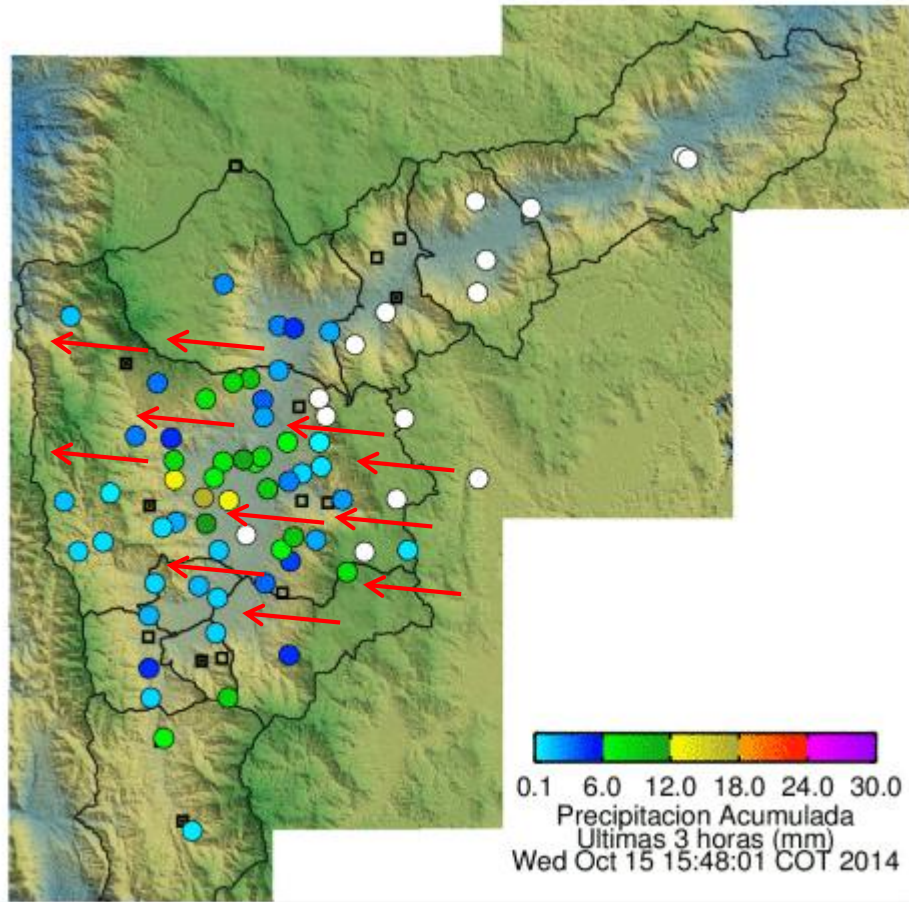 0.1 6.0 12.0 18.0 24.0 30.0
Precipitacion Acumulada
Ultimas 3 horas (mm)
Wed Oct 15 15:48:01 COT 2014